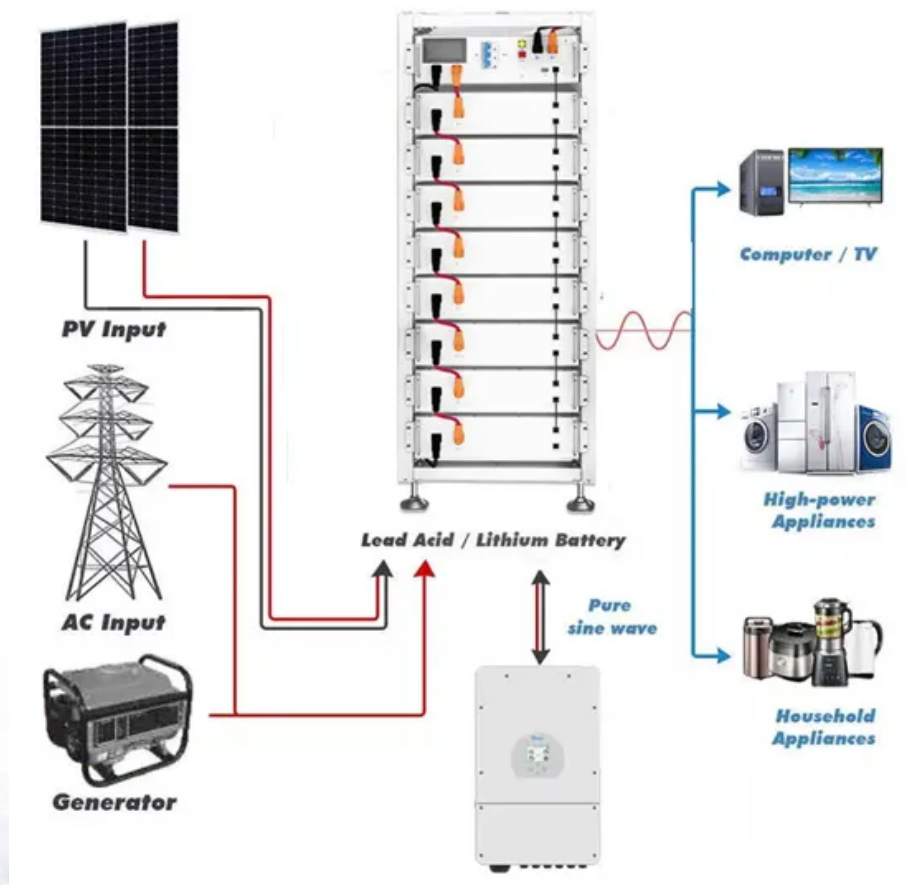 PV Input
AC Input
Generator
Lead Acid / Lithium Battery
Pure
sine wave
Computer / TV
High-power
Appliances
Household
Appliances